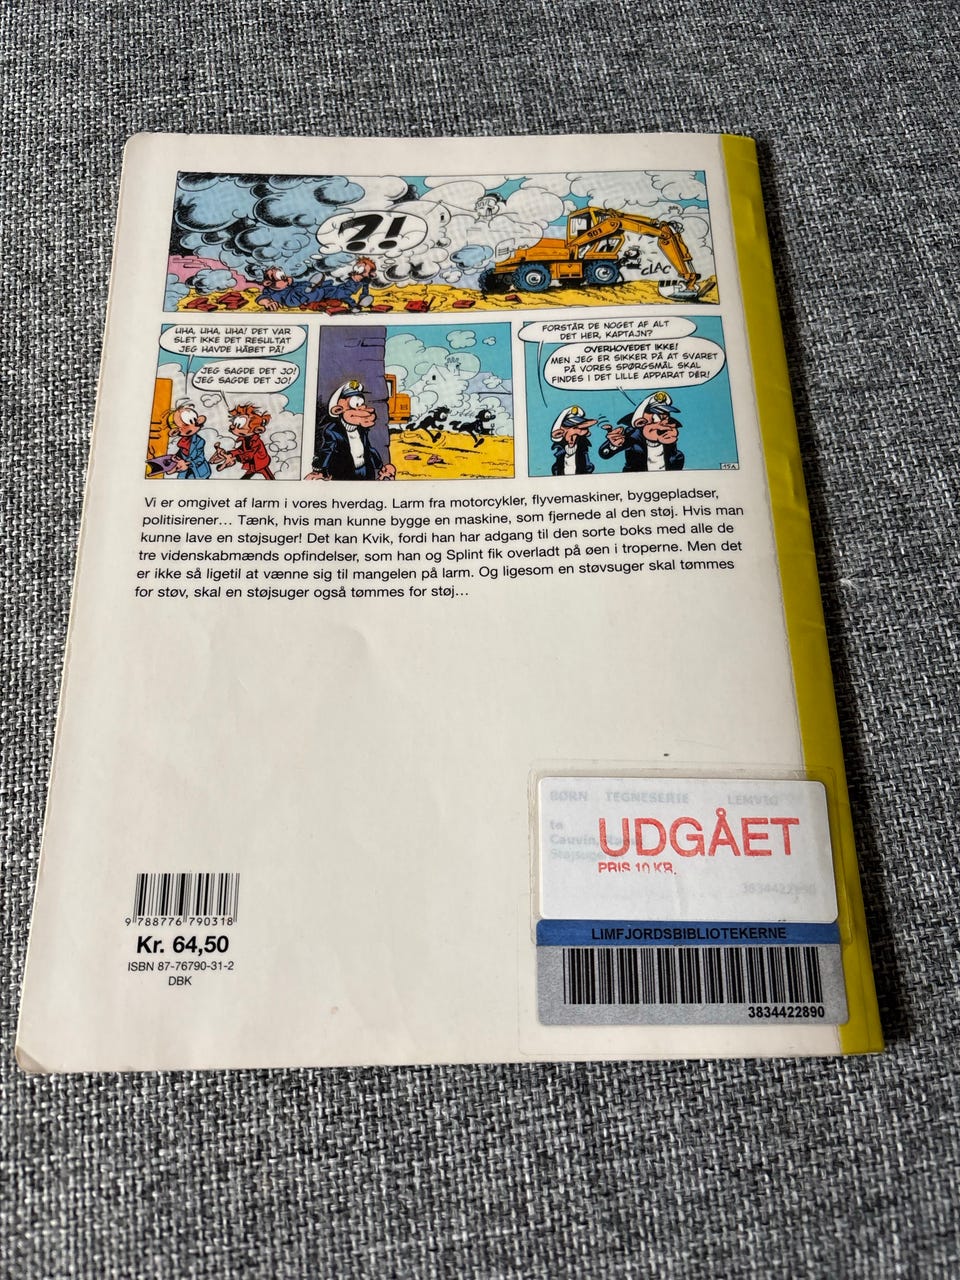 ?!
903
CLAC
UHA, UHA, UHA! DET VAR
SLET IKKE DET RESULTAT
JEG HAVDE HÅBET PÅ!
JEG SAGDE DET JO!
JEG SAGDE DET JO!
FORSTÅR DE NOGET AF ALT
DET HER, KAPTAJN?
OVERHOVEDET IKKE!
MEN JEG ER SIKKER PÅ AT SVARET
PÅ VORES SPØRGSMÅL SKAL
FINDES I DET LILLE APPARAT DÉR!
15A
Vi er omgivet af larm i vores hverdag. Larm fra motorcykler, flyvemaskiner, byggepladser,
politisirener... Tænk, hvis man kunne bygge en maskine, som fjernede al den støj. Hvis man
kunne lave en støjsuger! Det kan Kvik, fordi han har adgang til den sorte boks med alle de
tre videnskabmænds opfindelser, som han og Splint fik overladt på øen i troperne. Men det
er ikke så ligetil at vænne sig til mangelen på larm. Og ligesom en støvsuger skal tømmes
for støv, skal en støjsuger også tømmes for støj...
BØRN TEGNESERIE LEMVIG
te
Cauvin,
Støjsuge
UDGÅET
PRIS 10 KR.
3834422890
LIMFJORDSBIBLIOTEKERNE
3834422890
9 788776 790318
Kr. 64,50
ISBN 87-76790-31-2
DBK